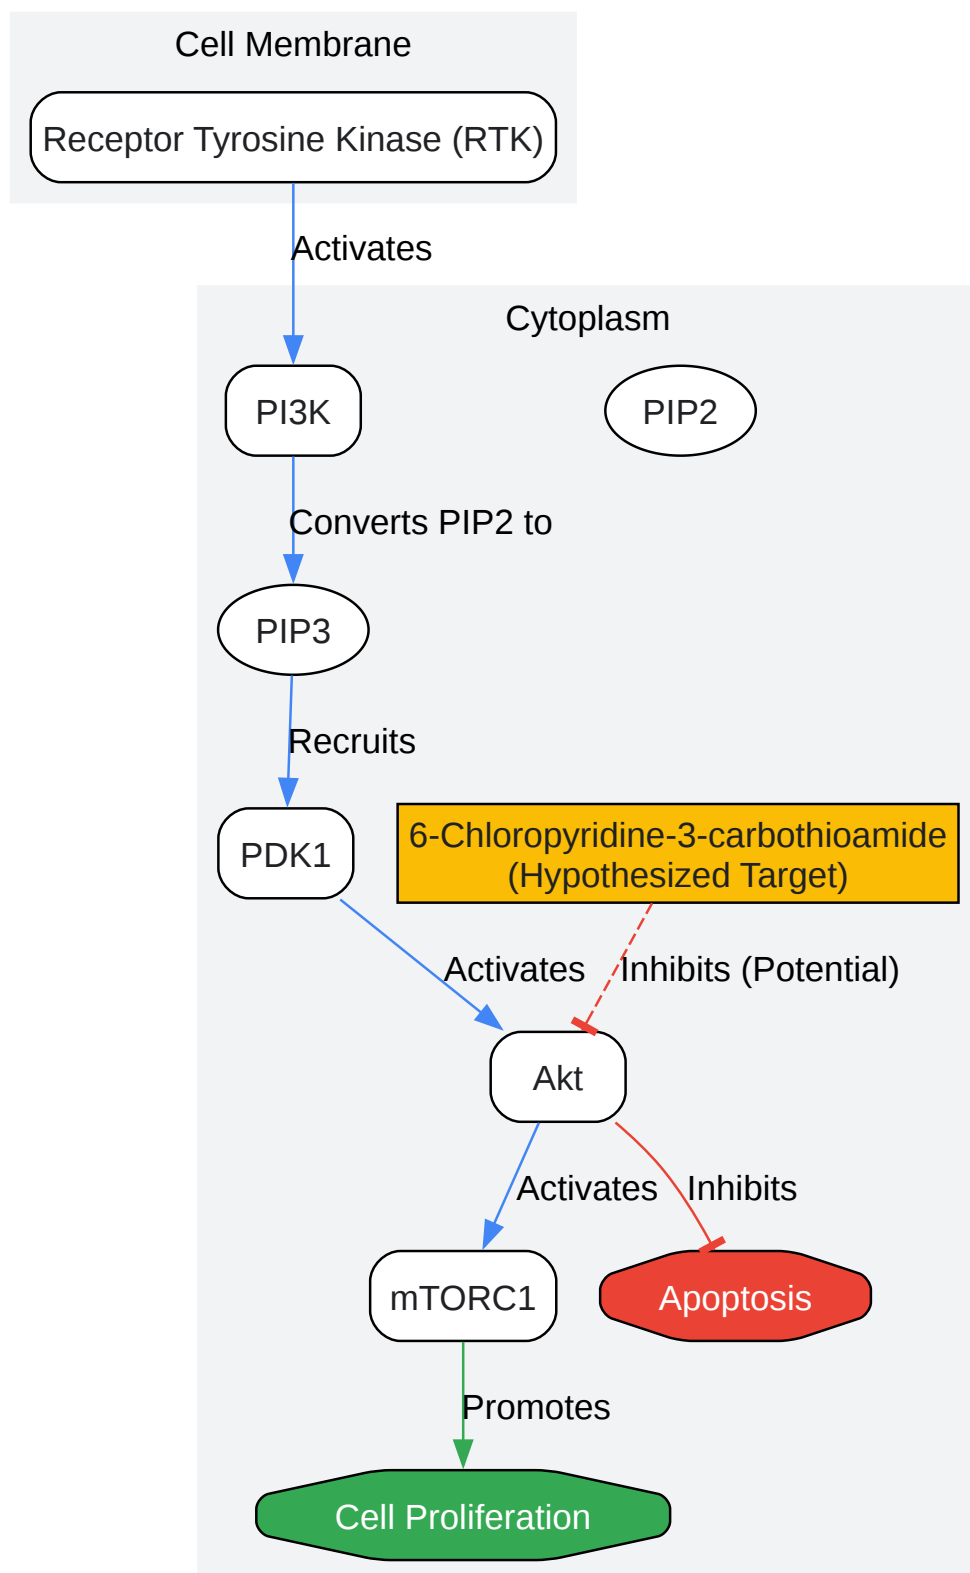 Cell Membrane
Receptor Tyrosine Kinase (RTK)
Activates
Cytoplasm
PI3K
PIP2
Converts PIP2 to
PIP3
Recruits
PDK1
6-Chloropyridine-3-carbothioamide
(Hypothesized Target)
Activates
Inhibits (Potential)
Akt
Activates
Inhibits
mTORC1
Apoptosis
Promotes
Cell Proliferation